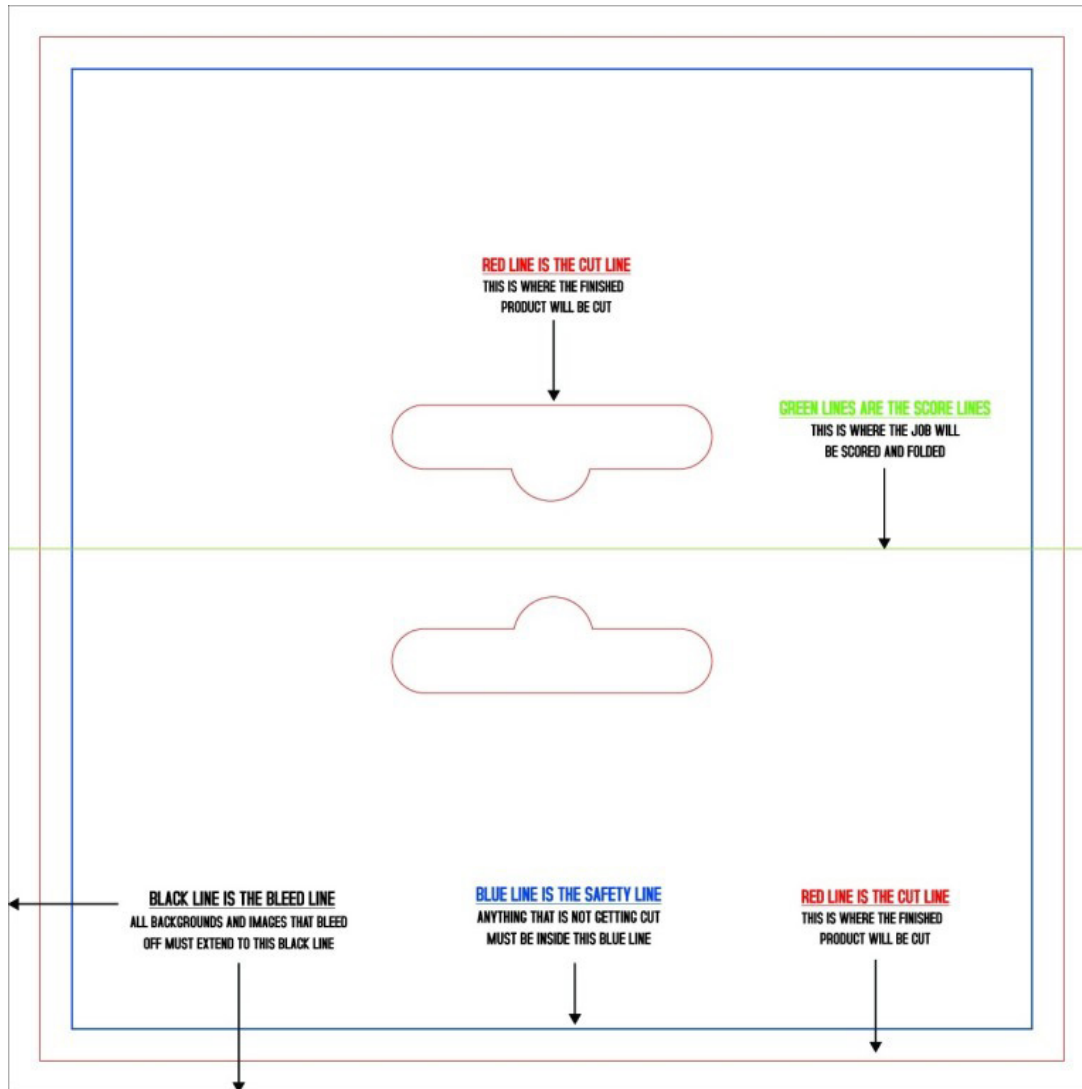 RED LINE IS THE CUT LINE
THIS IS WHERE THE FINISHED
PRODUCT WILL BE CUT
GREEN LINES ARE THE SCORE LINES
THIS IS WHERE THE JOB WILL
BE SCORED AND FOLDED
BLACK LINE IS THE BLEED LINE
ALL BACKGROUNDS AND IMAGES THAT BLEED
OFF MUST EXTEND TO THIS BLACK LINE
BLUE LINE IS THE SAFETY LINE
ANYTHING THAT IS NOT GETTING CUT
MUST BE INSIDE THIS BLUE LINE
RED LINE IS THE CUT LINE
THIS IS WHERE THE FINISHED
PRODUCT WILL BE CUT